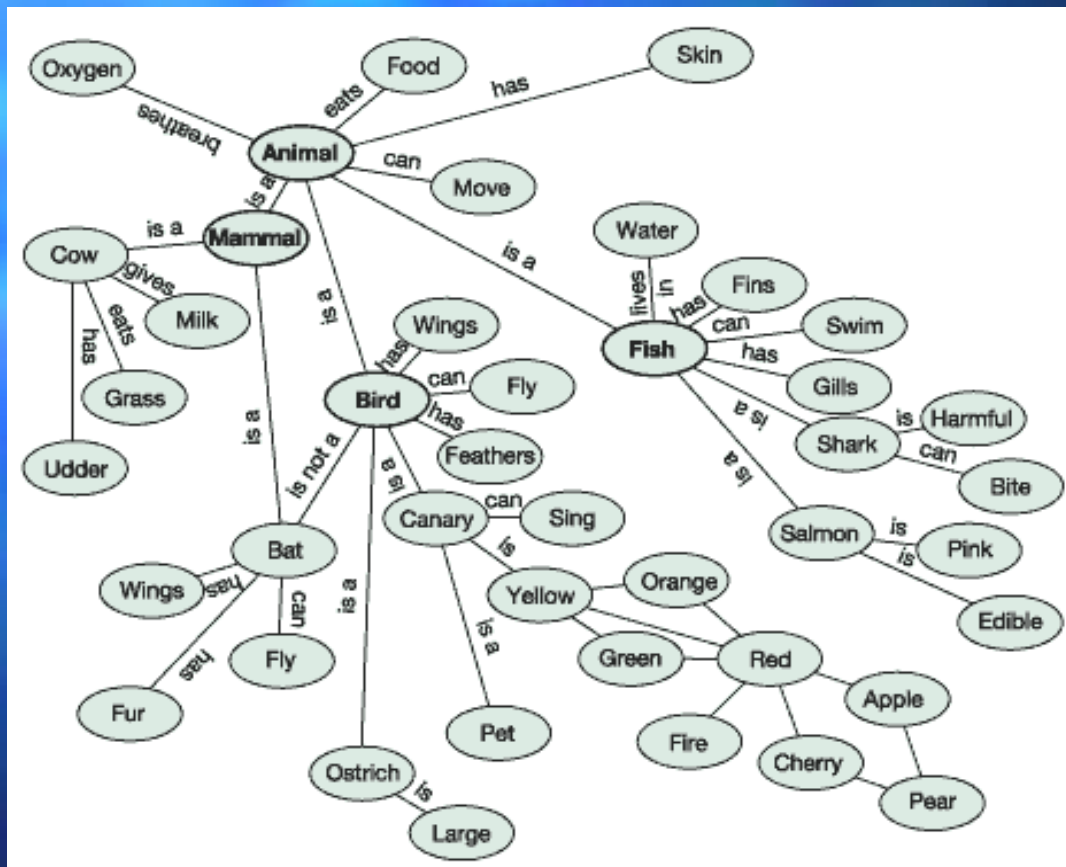 Oxygen
Food
Skin
breathes
eats
has
Animal
can
Move
is a
Mammal
is a
Cow
gives
Milk
eats
Grass
has
Udder
is a
is a
is a
Water
lives in
has
Fins
can
Swim
Fish
has
Gills
is a
Shark
is
Harmful
can
Bite
is a
Salmon
is
Pink
is
Edible
Wings
has
Bird
can
Fly
has
Feathers
is not a
is a
Canary
can
Sing
is
Yellow
is a
Pet
Bat
Wings
has
can
Fly
has
Fur
is a
Ostrich
is
Large
Orange
Green
Red
Fire
Apple
Cherry
Pear